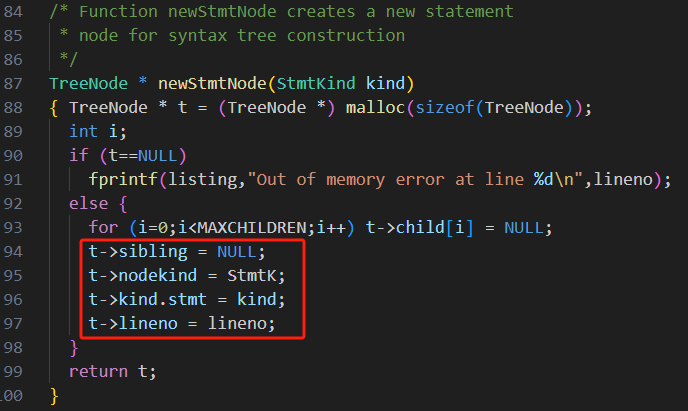 84 /* Function newStmtNode creates a new statement
85  * node for syntax tree construction
86  */
87 TreeNode * newStmtNode(StmtKind kind)
88 { TreeNode * t = (TreeNode *) malloc(sizeof(TreeNode));
89   int i;
90   if (t==NULL)
91     fprintf(listing,"Out of memory error at line %d\n",lineno);
92   else {
93     for (i=0;i<MAXCHILDREN;i++) t->child[i] = NULL;
94     t->sibling = NULL;
95     t->nodekind = StmtK;
96     t->kind.stmt = kind;
97     t->lineno = lineno;
98   }
99   return t;
100 }